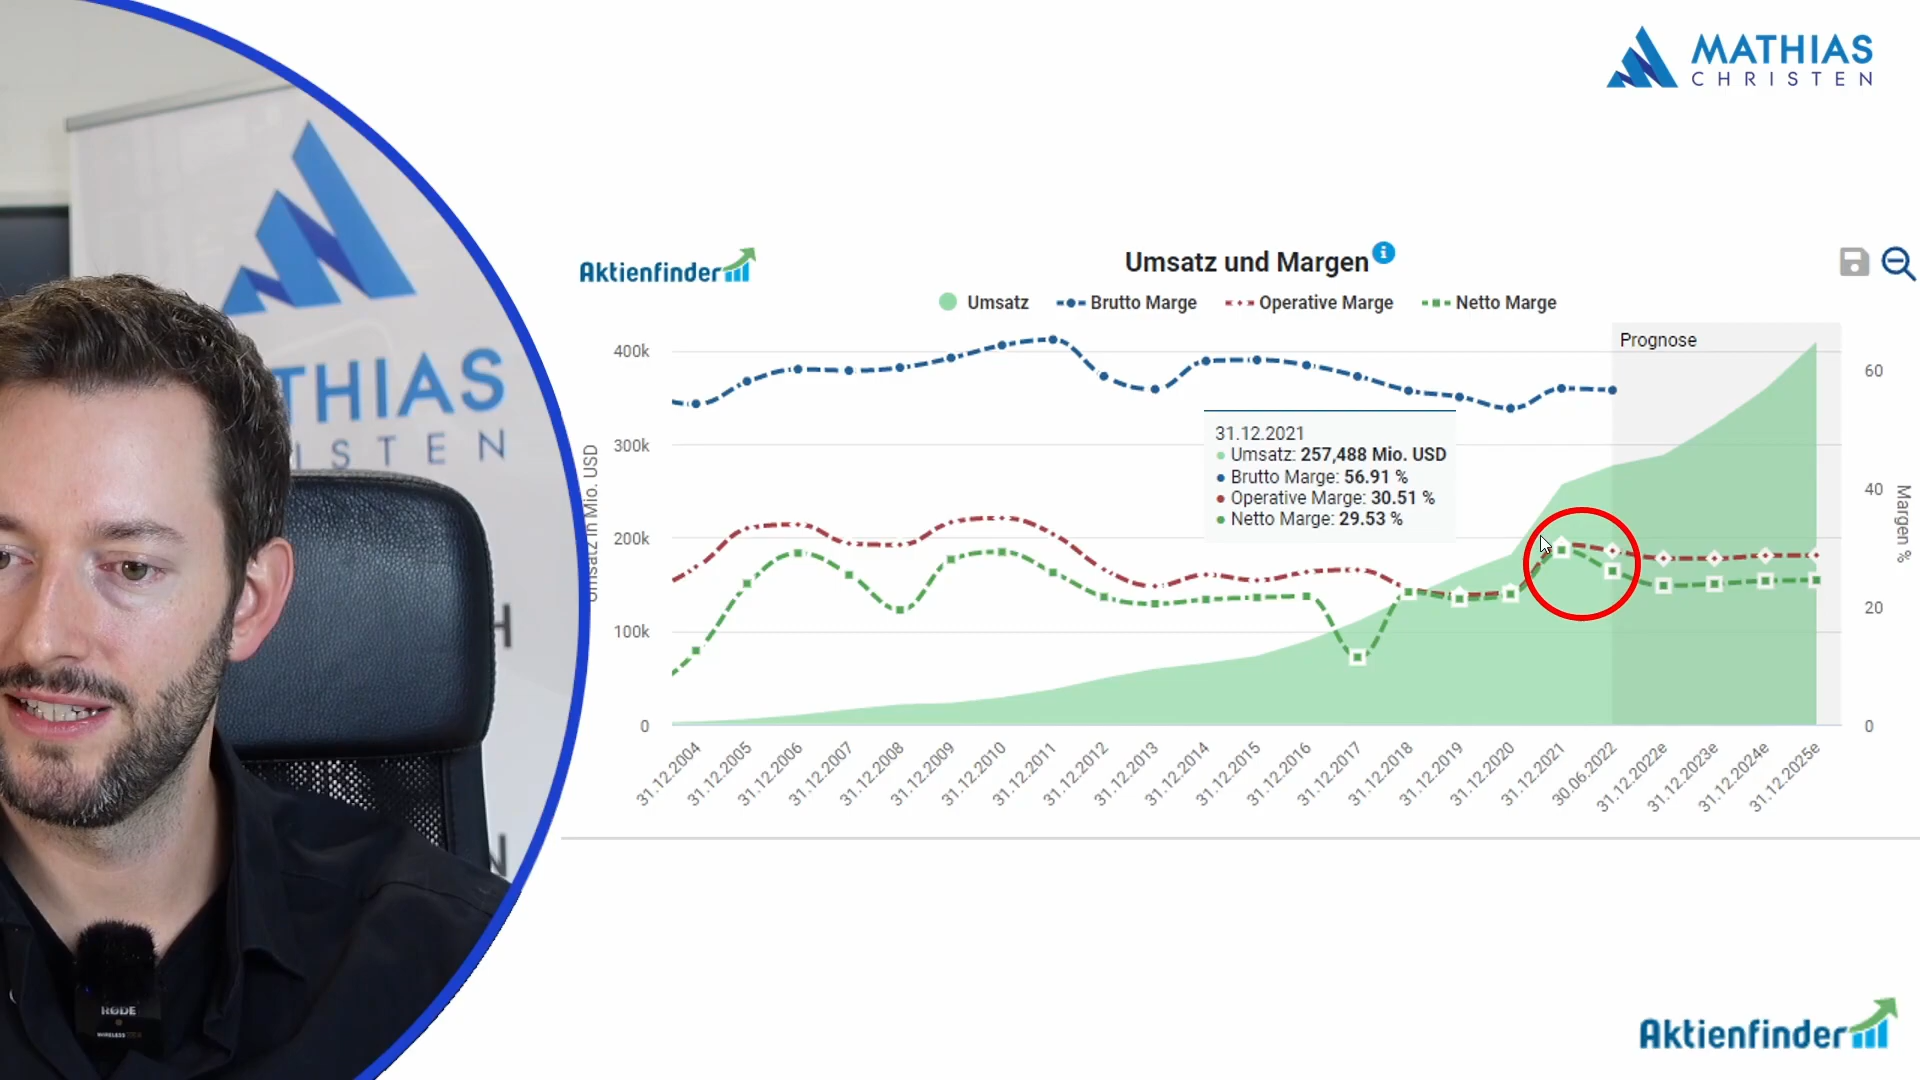 MATHIAS
CHRISTEN
THIAS
ISTEN
H
N
RØDE
WIRELESS
Aktienfinder
Umsatz und Margen
i
Umsatz
Brutto Marge
Operative Marge
Netto Marge
Prognose
400k
300k
200k
100k
0
Umsatz in Mio. USD
60
40
20
0
Margen %
31.12.2021
Umsatz: 257,488 Mio. USD
Brutto Marge: 56.91 %
Operative Marge: 30.51 %
Netto Marge: 29.53 %
31.12.2004
31.12.2005
31.12.2006
31.12.2007
31.12.2008
31.12.2009
31.12.2010
31.12.2011
31.12.2012
31.12.2013
31.12.2014
31.12.2015
31.12.2016
31.12.2017
31.12.2018
31.12.2019
31.12.2020
31.12.2021
30.06.2022
31.12.2022e
31.12.2023e
31.12.2024e
31.12.2025e
Aktienfinder